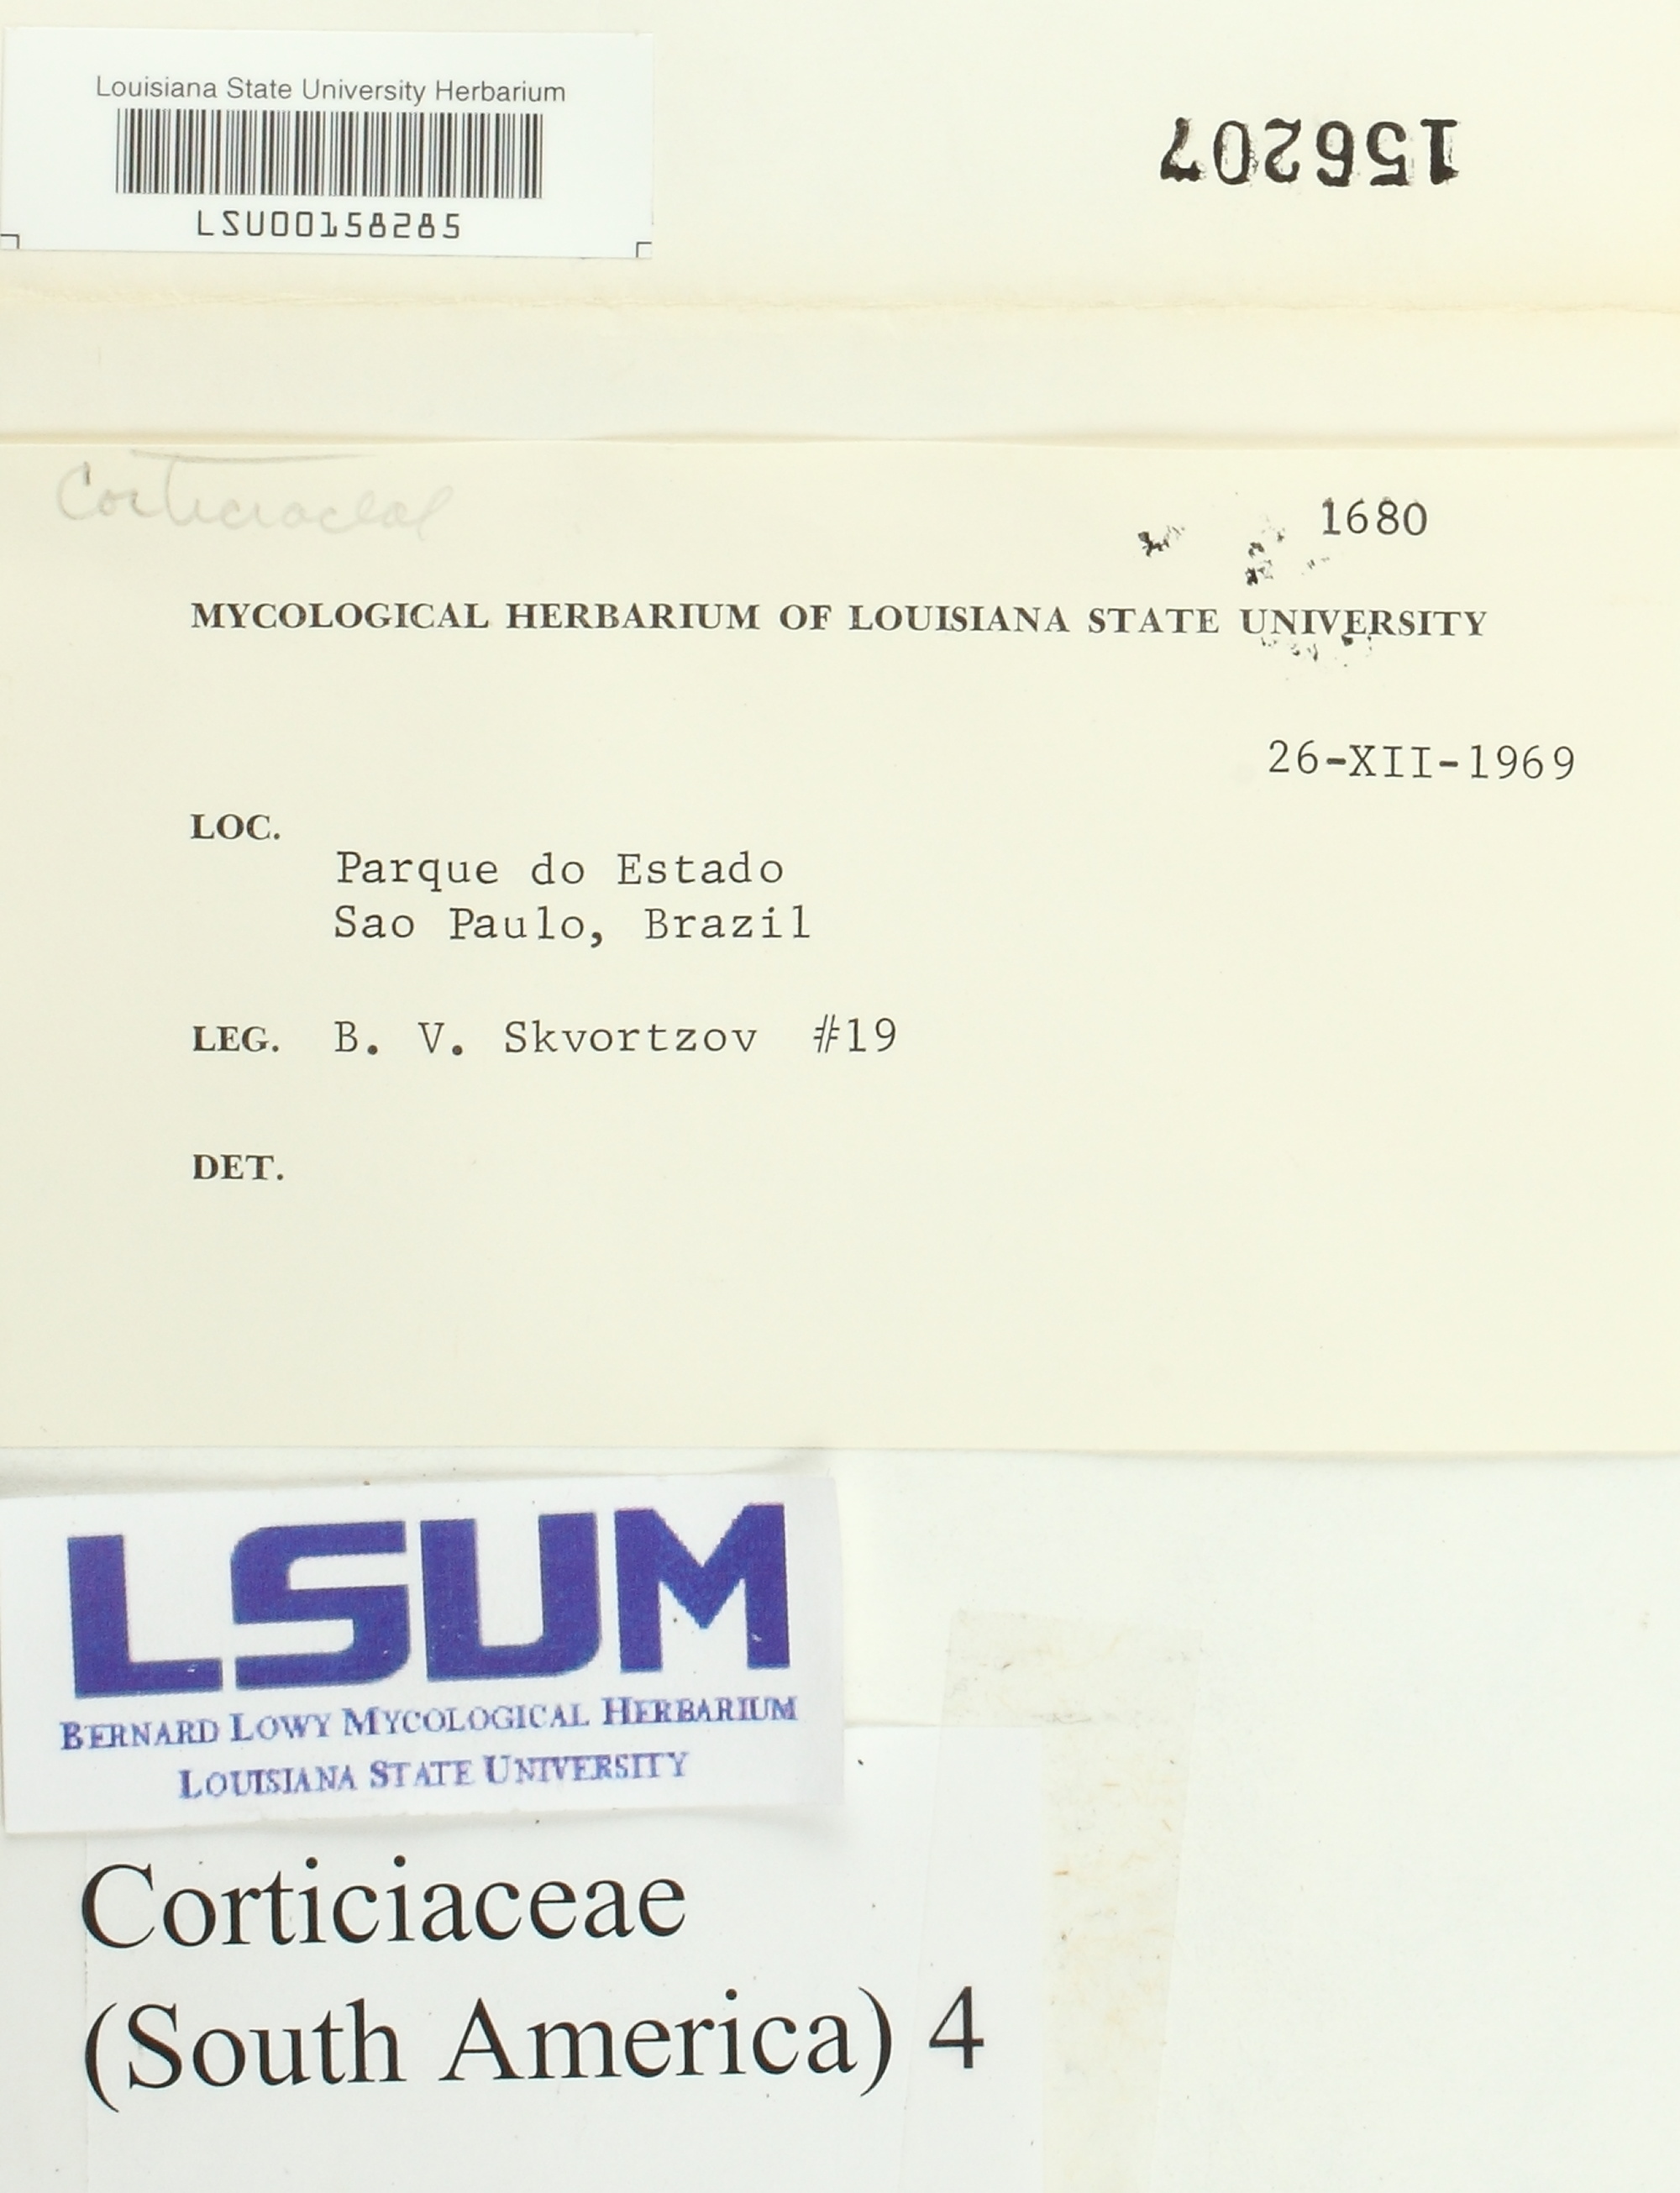 Louisiana State University Herbarium
LSU00158285
156207
Corticiaceae
1680
MYCOLOGICAL HERBARIUM OF LOUISIANA STATE UNIVERSITY
26-XII-1969
LOC.
Parque do Estado
Sao Paulo, Brazil
LEG. B. V. Skvortzov #19
DET.
LSUM
BERNARD LOWY MYCOLOGICAL HERBARIUM
LOUISIANA STATE UNIVERSITY
Corticiaceae
(South America) 4